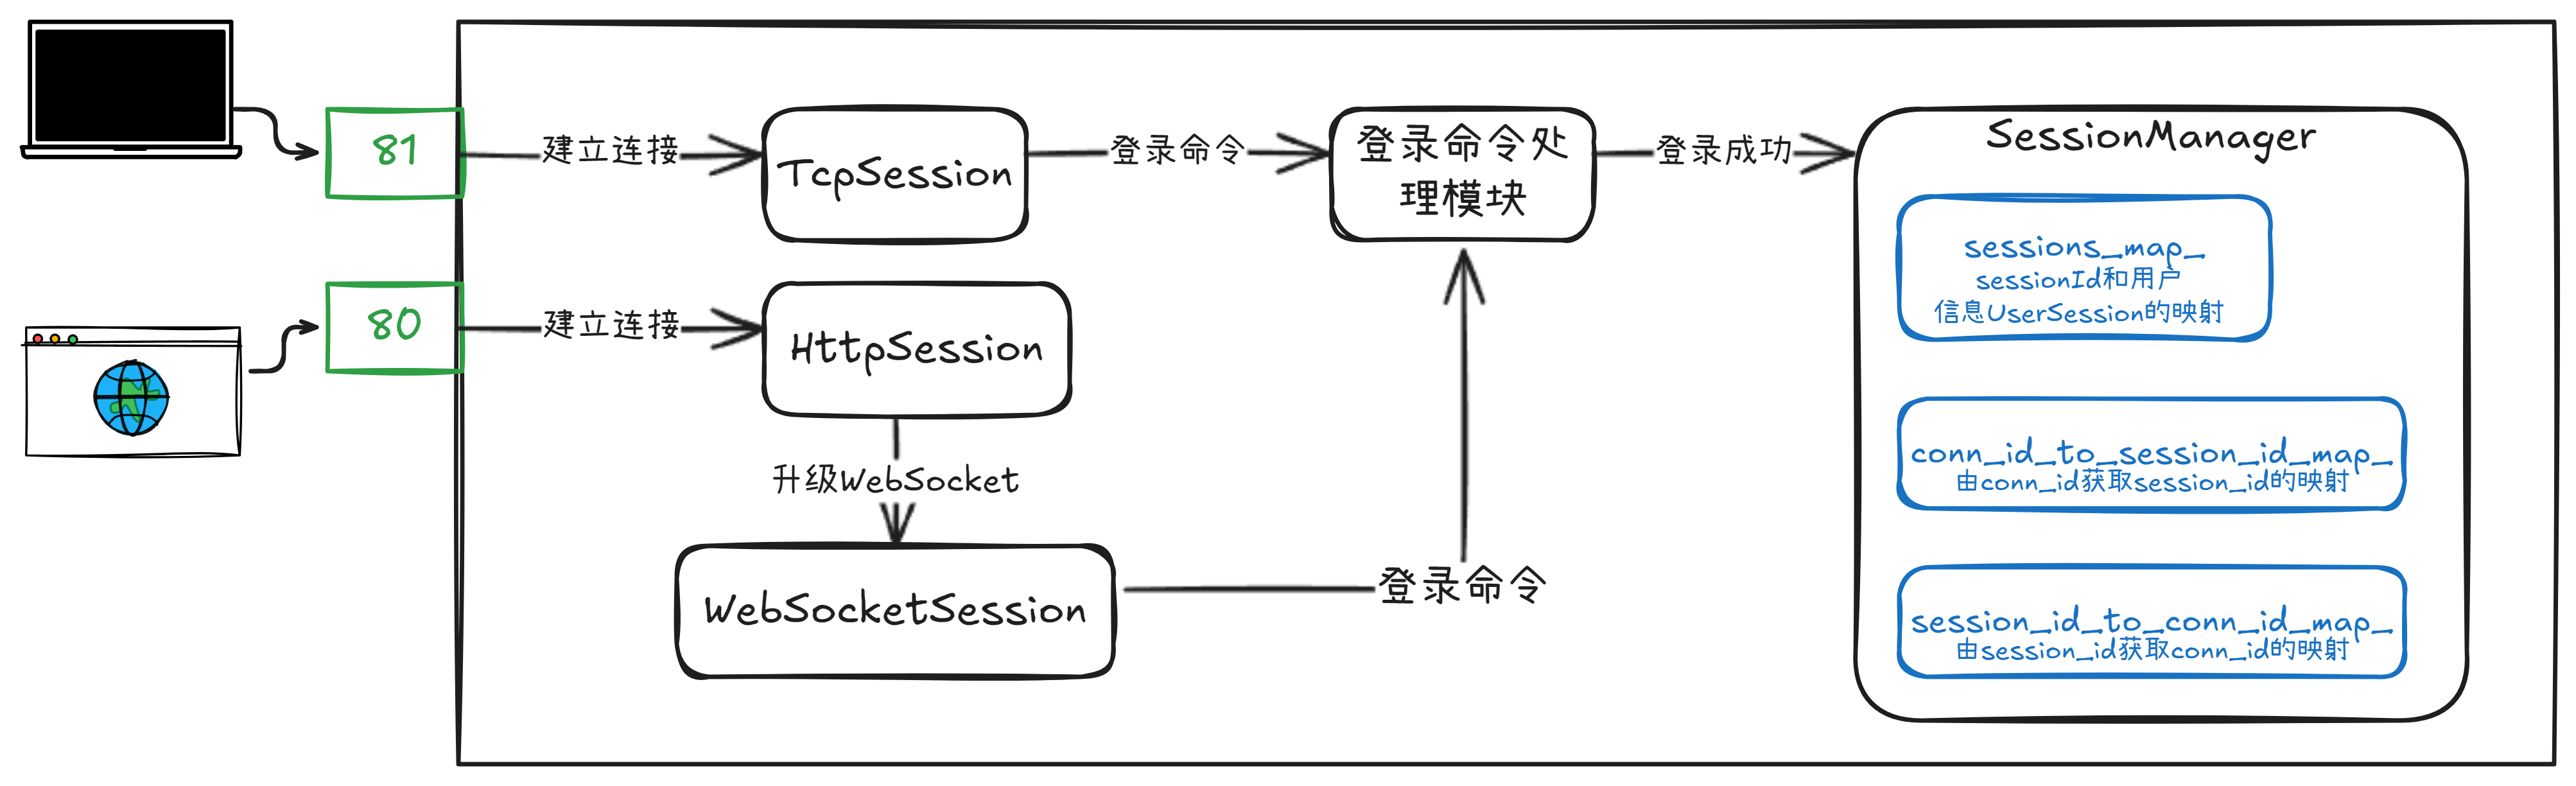 81
建立连接
TcpSession
登录命令
登录命令处
理模块
登录成功
SessionManager
sessions_map_
sessionId和用户
信息UserSession的映射
80
建立连接
HttpSession
升级WebSocket
conn_id_to_session_id_map_
由conn_id获取session_id的映射
WebSocketSession
登录命令
session_id_to_conn_id_map_
由session_id获取conn_id的映射